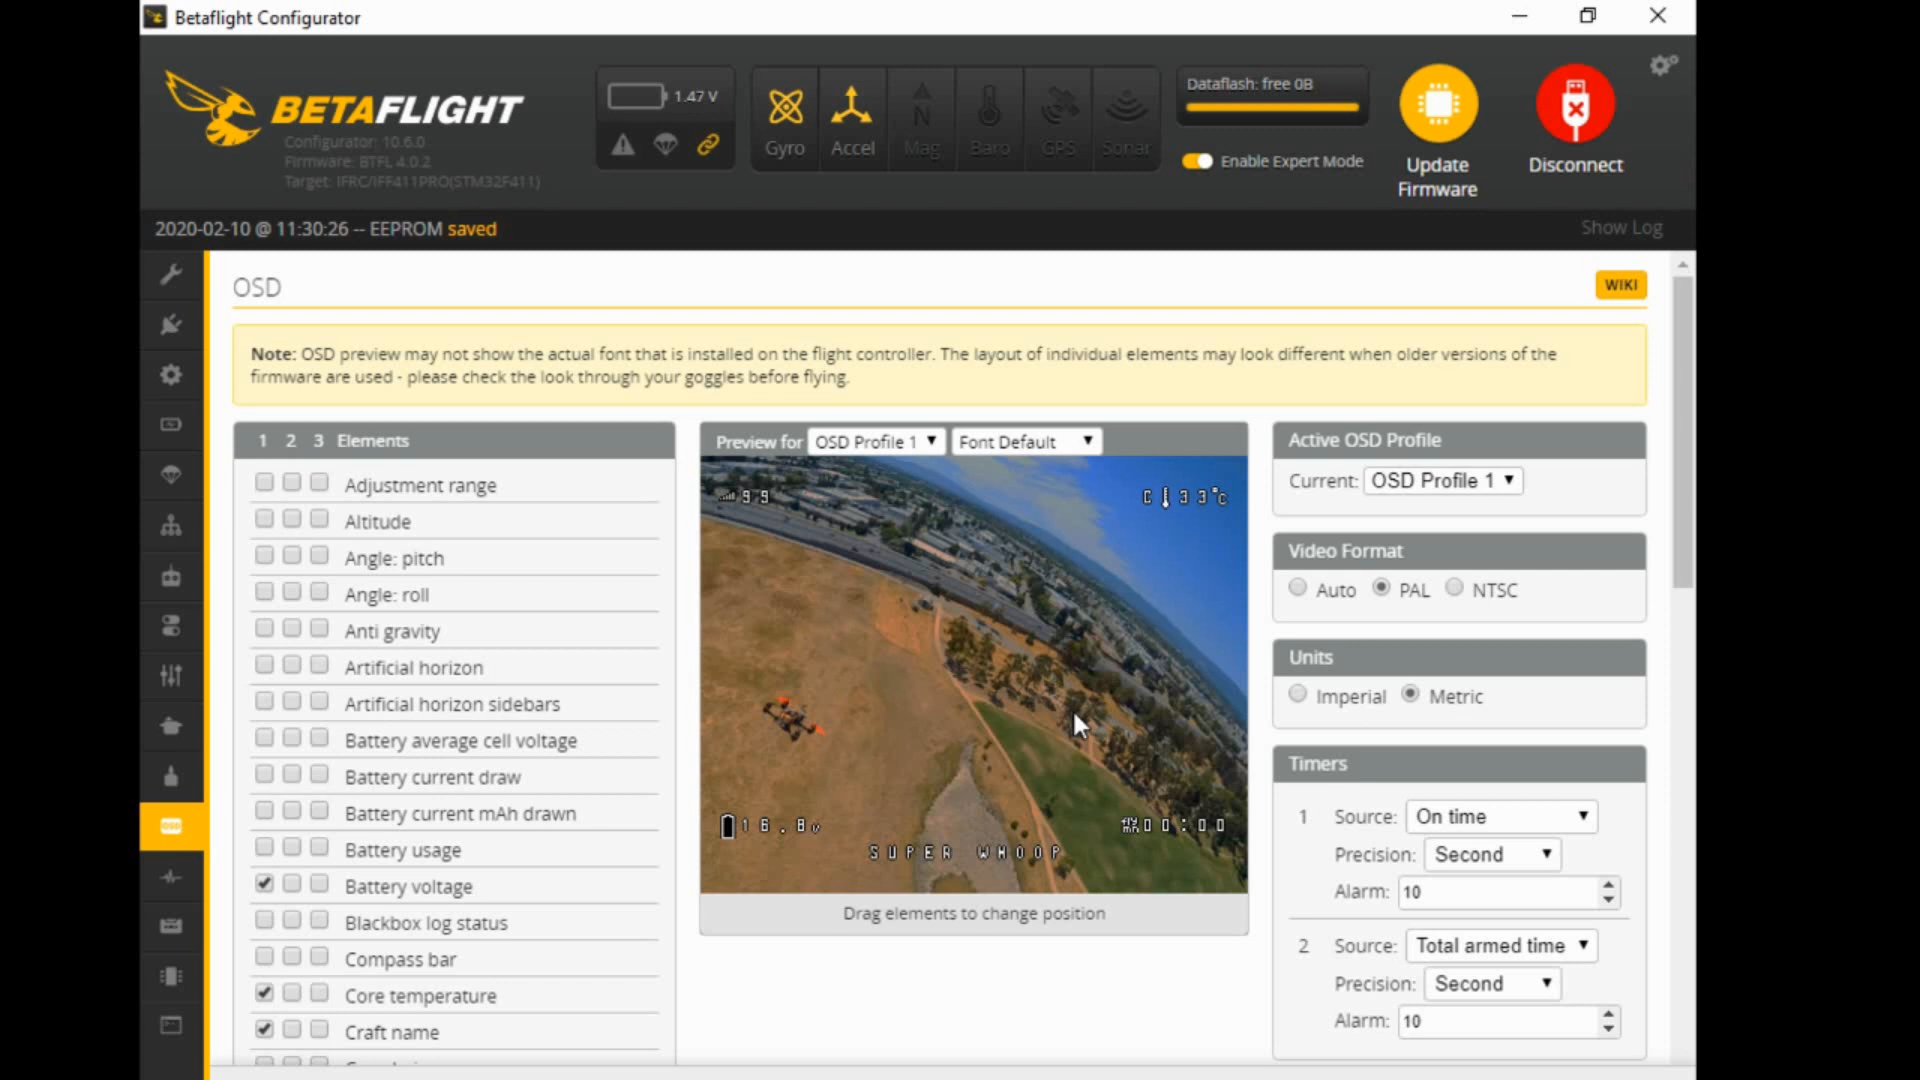 Betaflight Configurator
BETAFLIGHT
Configurator: 10.6.0
Firmware: BTFL 4.0.2
Target: IFRC/IFF411PRO(STM32F411)
1.47 V
Gyro Accel Mag Baro GPS Sonar
Dataflash: free 0B
Enable Expert Mode
Update
Firmware
Disconnect
2020-02-10 @ 11:30:26 -- EEPROM saved
Show Log
OSD
WIKI
Note: OSD preview may not show the actual font that is installed on the flight controller. The layout of individual elements may look different when older versions of the
firmware are used - please check the look through your goggles before flying.
1 2 3 Elements
Adjustment range
Altitude
Angle: pitch
Angle: roll
Anti gravity
Artificial horizon
Artificial horizon sidebars
Battery average cell voltage
Battery current draw
Battery current mAh drawn
Battery usage
Battery voltage
Blackbox log status
Compass bar
Core temperature
Craft name
Preview for OSD Profile 1 Font Default
99
C 33°C
16.8V
FLY MN 00:00
SUPER WHOOP
Drag elements to change position
Active OSD Profile
Current: OSD Profile 1
Video Format
Auto PAL NTSC
Units
Imperial Metric
Timers
1 Source: On time
Precision: Second
Alarm: 10
2 Source: Total armed time
Precision: Second
Alarm: 10